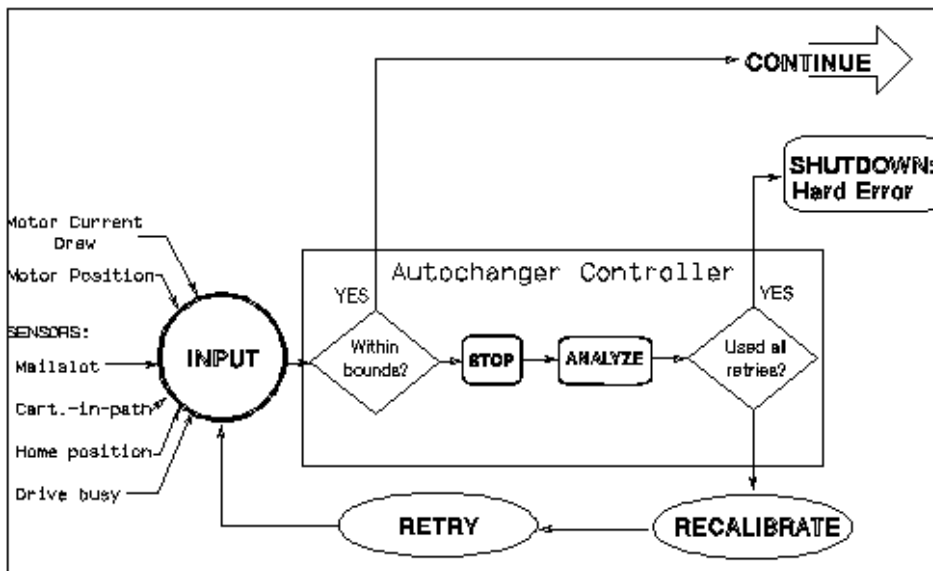 CONTINUE
SHUTDOWN:
Hard Error
Motor Current
Draw
Motor Position
SENSORS:
Mailslot
Cart.-in-path
Home position
Drive busy
INPUT
Autochanger Controller
YES
Within
bounds?
STOP
ANALYZE
YES
Used all
retries?
RETRY
RECALIBRATE